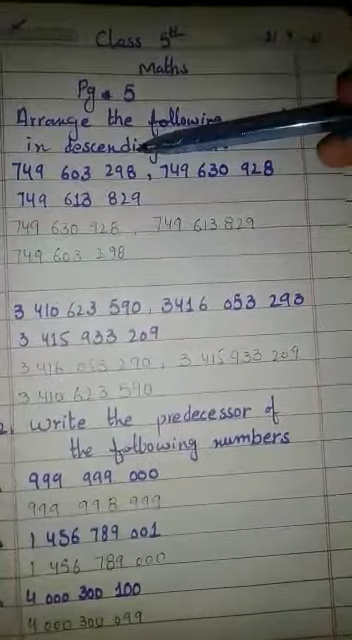 Class 5th
Maths
Pg. 5
Arrange the following
in descending
749 603 298, 749 630 928
749 613 829
749 630 928, 749 613 829
749 603 298
3 410 623 590, 3416 053 290
3 415 933 209
3 416 053 290, 3 415 933 209
3 410 623 590
2. Write the predecessor of
the following numbers
999 999 000
999 998 999
1 456 789 001
1 456 789 000
4 000 300 100
4 000 300 099